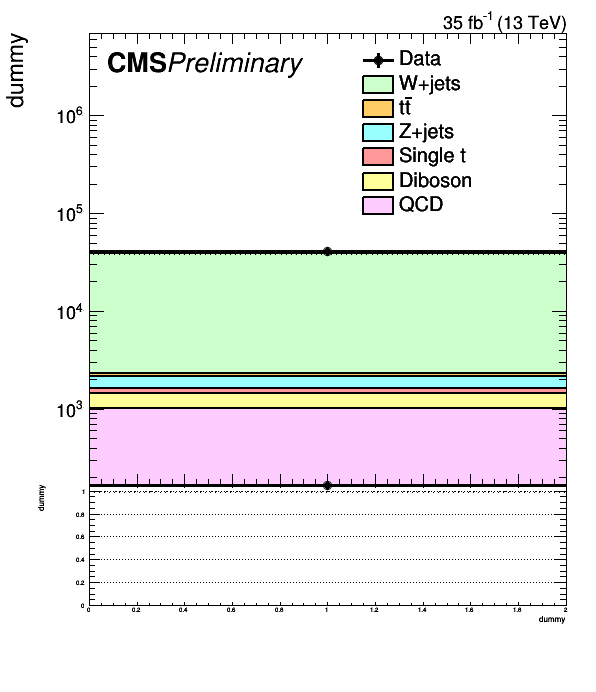 35 fb⁻¹ (13 TeV)
dummy
CMS Preliminary
Data
W+jets
tt̄
Z+jets
Single t
Diboson
QCD
10⁶
10⁵
10⁴
10³
dummy
1
0.8
0.6
0.4
0.2
0
0 0.2 0.4 0.6 0.8 1 1.2 1.4 1.6 1.8 2
dummy